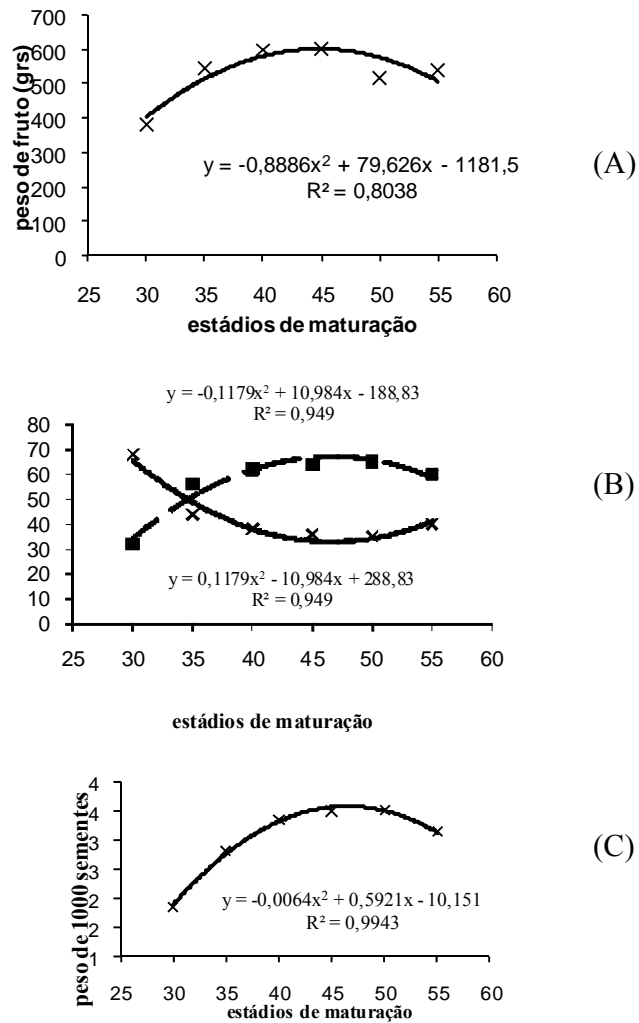 peso de fruto (grs)
700
600
500
400
300
200
100
0
y = -0,8886x² + 79,626x - 1181,5
R² = 0,8038
25 30 35 40 45 50 55 60
estádios de maturação
(A)
y = -0,1179x² + 10,984x - 188,83
R² = 0,949
80
70
60
50
40
30
20
10
0
y = 0,1179x² - 10,984x + 288,83
R² = 0,949
25 30 35 40 45 50 55 60
estádios de maturação
(B)
peso de 1000 sementes
4
4
3
3
2
2
1
y = -0,0064x² + 0,5921x - 10,151
R² = 0,9943
25 30 35 40 45 50 55 60
estádios de maturação
(C)